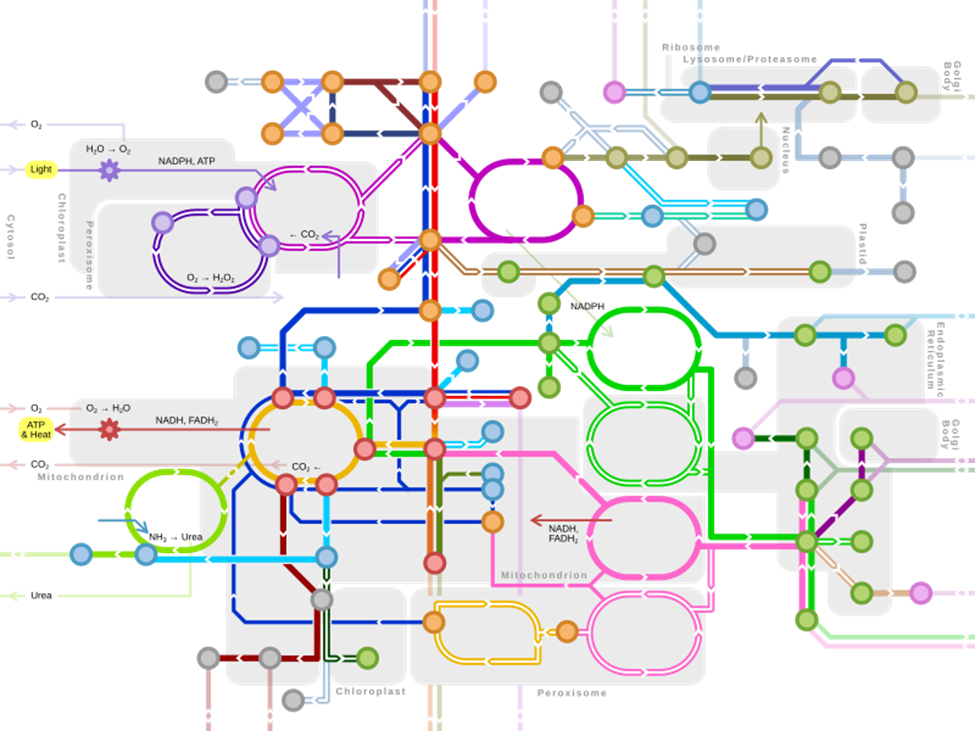 Ribosome
Lysosome/Proteasome
Golgi
Body
O₂
H₂O → O₂
NADPH, ATP
Light
Nucleus
Chloroplast
Peroxisome
Cytosol
← CO₂
O₂ → H₂O₂
Plastid
CO₂
NADPH
Endoplasmic
Reticulum
O₂
O₂ → H₂O
NADH, FADH₂
ATP
& Heat
Golgi
Body
CO₂
CO₂ ←
Mitochondrion
NH₃ → Urea
NADH,
FADH₂
Mitochondrion
Urea
Chloroplast
Peroxisome